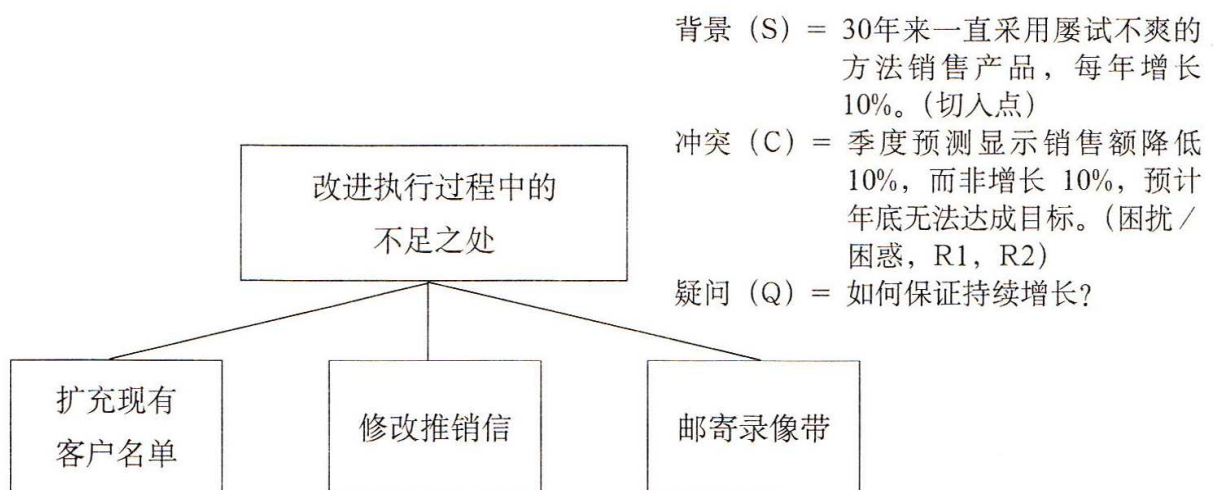 背景（S）= 30年来一直采用屡试不爽的
方法销售产品，每年增长
10%。（切入点）
冲突（C）= 季度预测显示销售额降低
10%，而非增长 10%，预计
年底无法达成目标。（困扰／
困惑，R1，R2）
疑问（Q）= 如何保证持续增长？
改进执行过程中的
不足之处
扩充现有
客户名单
修改推销信
邮寄录像带